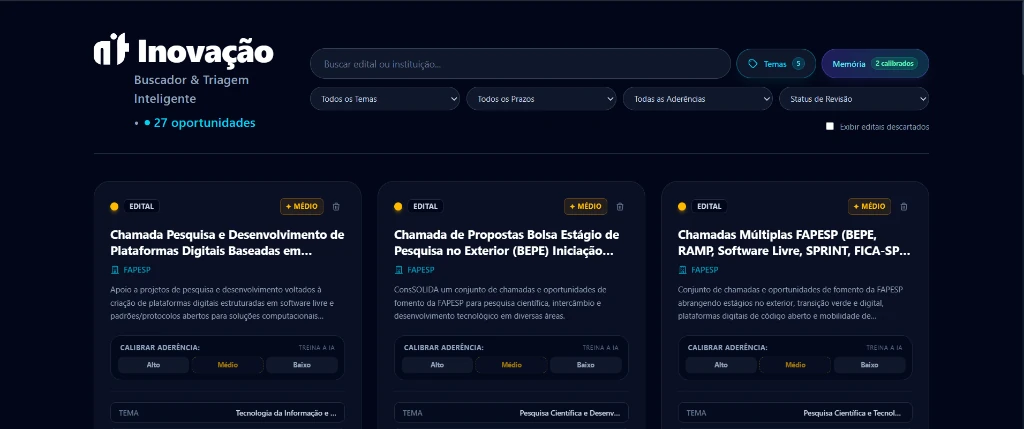 nit Inovação
Buscador & Triagem
Inteligente
• ● 27 oportunidades
Buscar edital ou instituição...
Temas 5
Memória 2 calibrados
Todos os Temas
Todos os Prazos
Todas as Aderências
Status de Revisão
Exibir editais descartados
EDITAL
+ MÉDIO
Chamada Pesquisa e Desenvolvimento de
Plataformas Digitais Baseadas em...
FAPESP
Apoio a projetos de pesquisa e desenvolvimento voltados à
criação de plataformas digitais estruturadas em software livre e
padrões/protocolos abertos para soluções computacionais...
CALIBRAR ADERÊNCIA:
TREINA A IA
Alto
Médio
Baixo
TEMA
Tecnologia da Informação e ...
EDITAL
+ MÉDIO
Chamada de Propostas Bolsa Estágio de
Pesquisa no Exterior (BEPE) Iniciação...
FAPESP
ConsSOLIDA um conjunto de chamadas e oportunidades de
fomento da FAPESP para pesquisa científica, intercâmbio e
desenvolvimento tecnológico em diversas áreas.
CALIBRAR ADERÊNCIA:
TREINA A IA
Alto
Médio
Baixo
TEMA
Pesquisa Científica e Desenv...
EDITAL
+ MÉDIO
Chamadas Múltiplas FAPESP (BEPE,
RAMP, Software Livre, SPRINT, FICA-SP...
FAPESP
Conjunto de chamadas e oportunidades de fomento da FAPESP
abrangendo estágios no exterior, transição verde e digital,
plataformas digitais de código aberto e mobilidade de...
CALIBRAR ADERÊNCIA:
TREINA A IA
Alto
Médio
Baixo
TEMA
Pesquisa Científica e Tecnol...